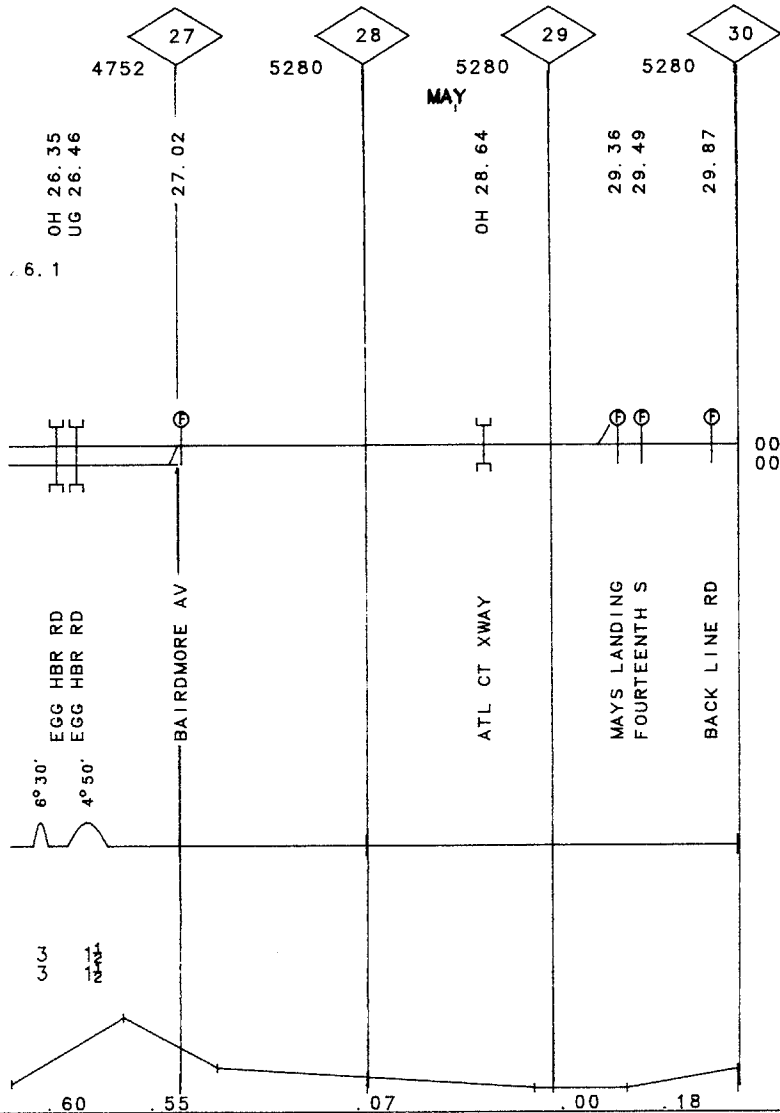 27 28 29 30
4752 5280 5280 5280
MAY
OH 26.35
UG 26.46
27.02
OH 28.64
29.36
29.49
29.87
6.1
F F F F
00
00
EGG HBR RD
EGG HBR RD
BAIRDMORE AV
ATL CT XWAY
MAYS LANDING
FOURTEENTH S
BACK LINE RD
6°30'
4°50'
3 1½
3 1½
.60 .55 .07 .00 .18